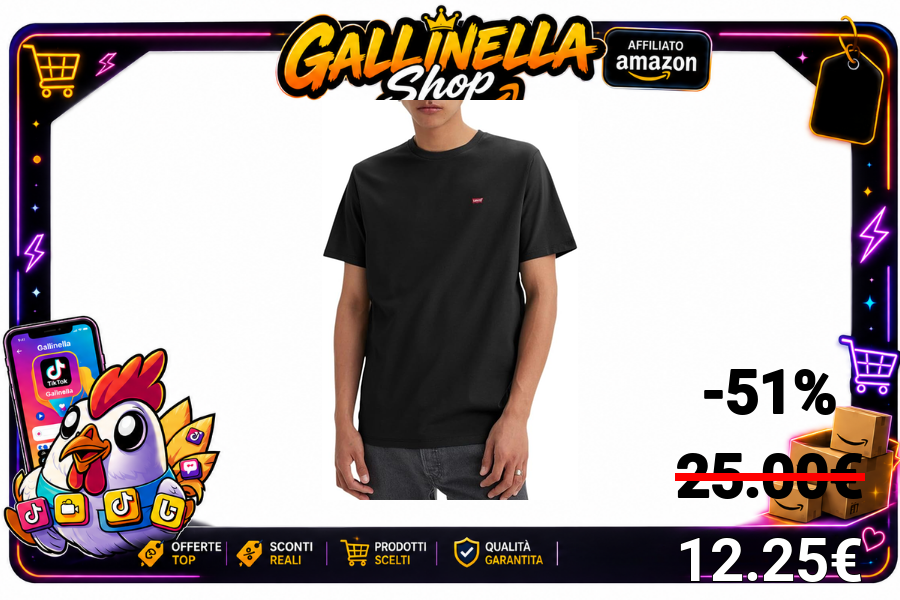 GALLINELLA
Shop
AFFILIATO
amazon
Levi's
Gallinella
TikTok
Gallinella
-51%
25.00€
12.25€
OFFERTE
TOP
SCONTI
REALI
PRODOTTI
SCELTI
QUALITÀ
GARANTITA